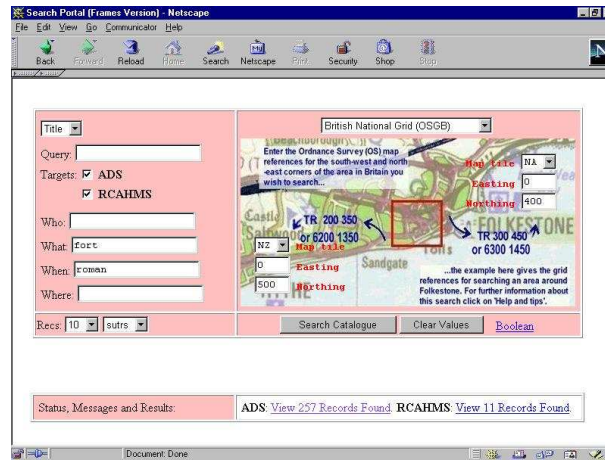 Search Portal (Frames Version) - Netscape
File Edit View Go Communicator Help
Back Forward Reload Home Search Netscape Print Security Shop Stop
Title
Query:
Targets: ADS
RCAHMS
Who:
What: fort
When: roman
Where:
Recs: 10 sutrs
British National Grid (OSGB)
Enter the Ordnance Survey (OS) map
references for the south-west and north
-east corners of the area in Britain you
wish to search...
Map tile NA
Easting 0
Northing 400
Castle
TR 200 350
or 6200 1350
FOLKESTONE
TR 300 450
or 6300 1450
NZ Map tile
0 Easting
500 Northing
Sandgate
...the example here gives the grid
references for searching an area around
Folkestone. For further information about
this search click on 'Help and tips'.
Search Catalogue Clear Values Boolean
Status, Messages and Results: ADS: View 257 Records Found. RCAHMS: View 11 Records Found.
Document: Done